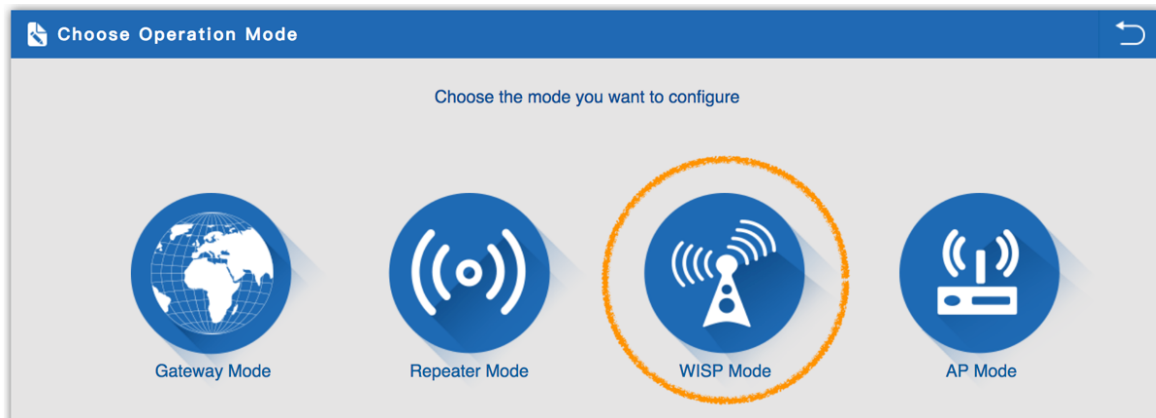 Choose Operation Mode
Choose the mode you want to configure
Gateway Mode
Repeater Mode
WISP Mode
AP Mode